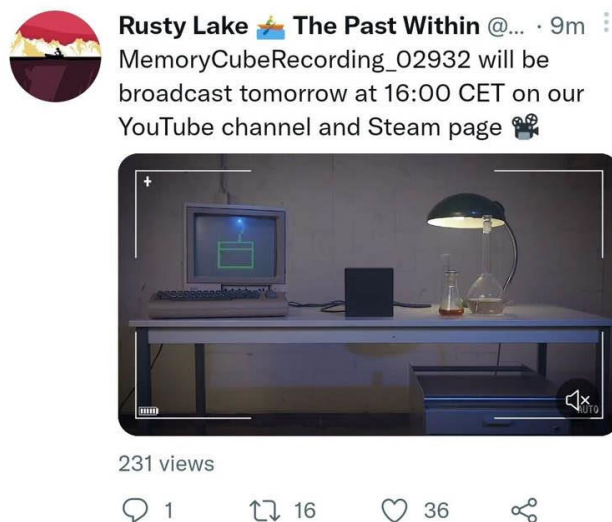 Rusty Lake 🚣 The Past Within @... · 9m
MemoryCubeRecording_02932 will be
broadcast tomorrow at 16:00 CET on our
YouTube channel and Steam page 📽
AUTO
231 views
1 16 36